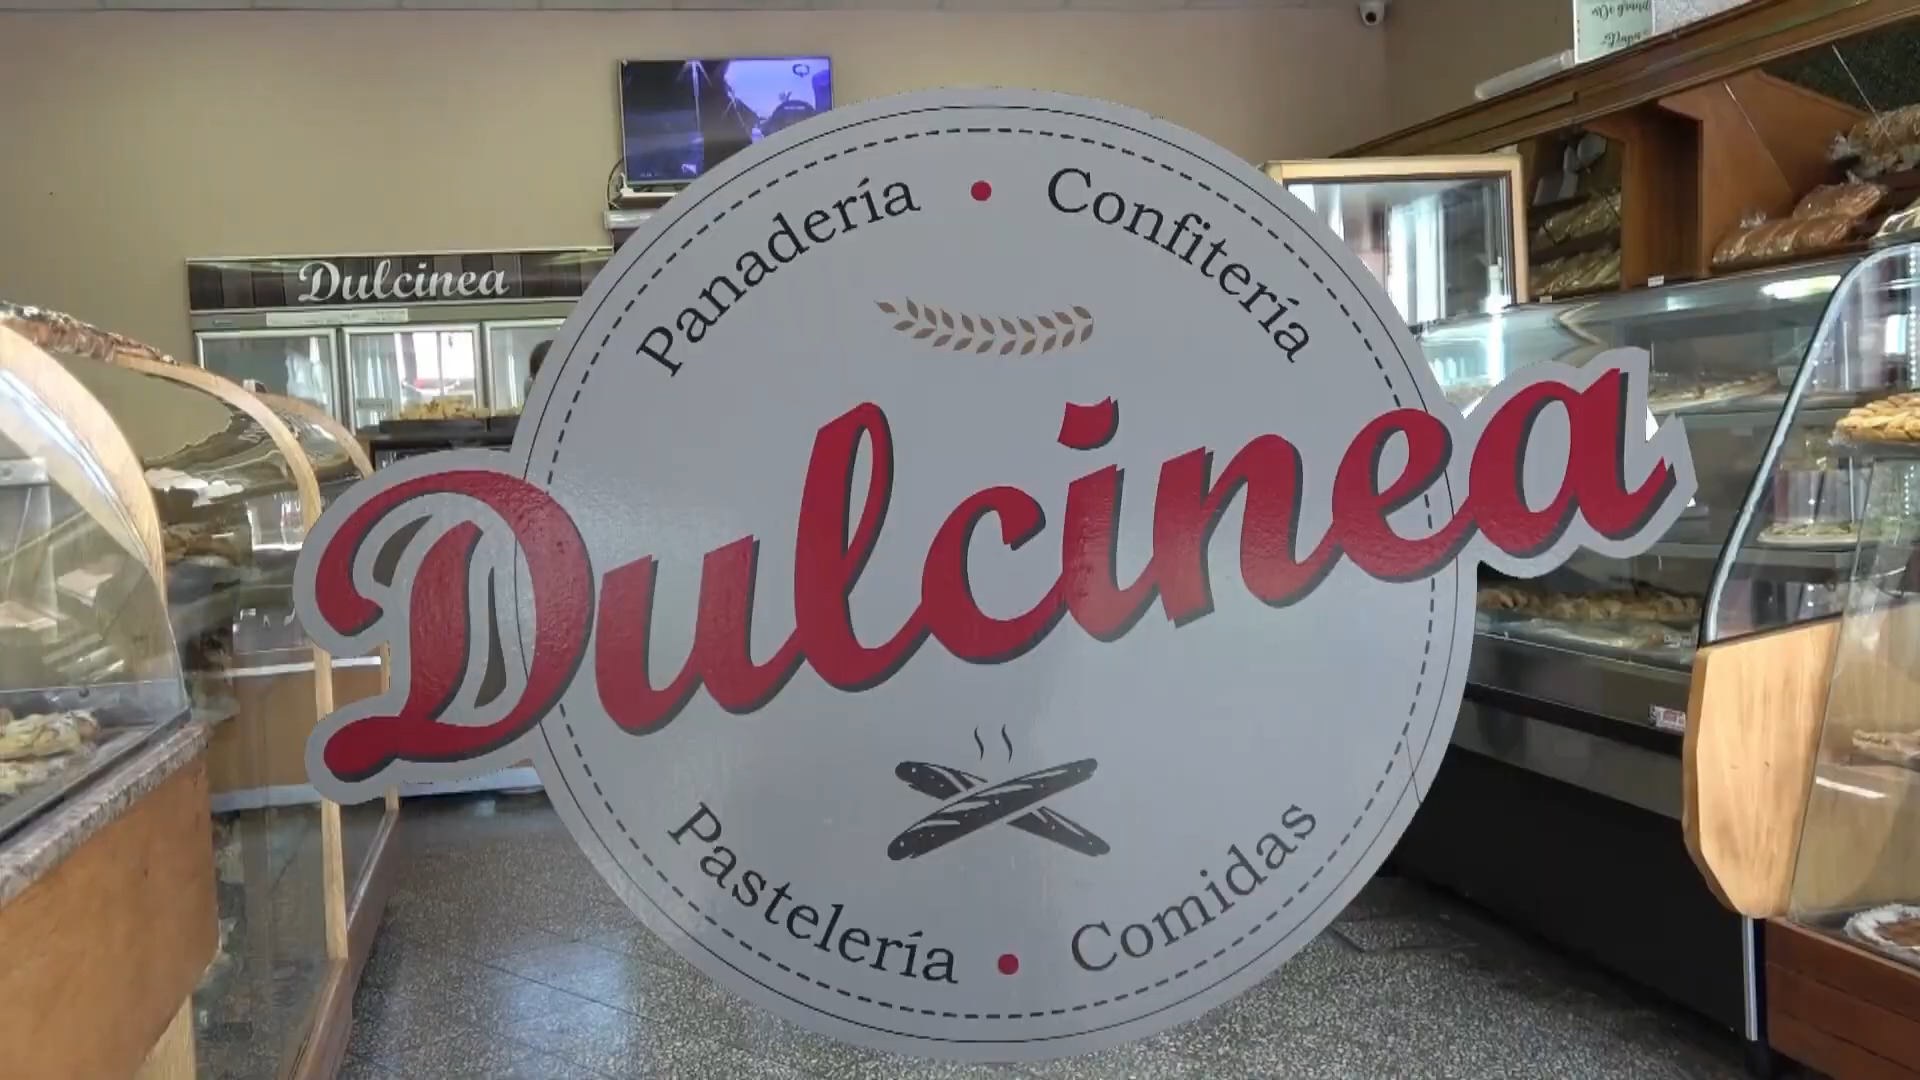 Dulcinea
Panadería • Confitería
Dulcinea
Pastelería • Comidas